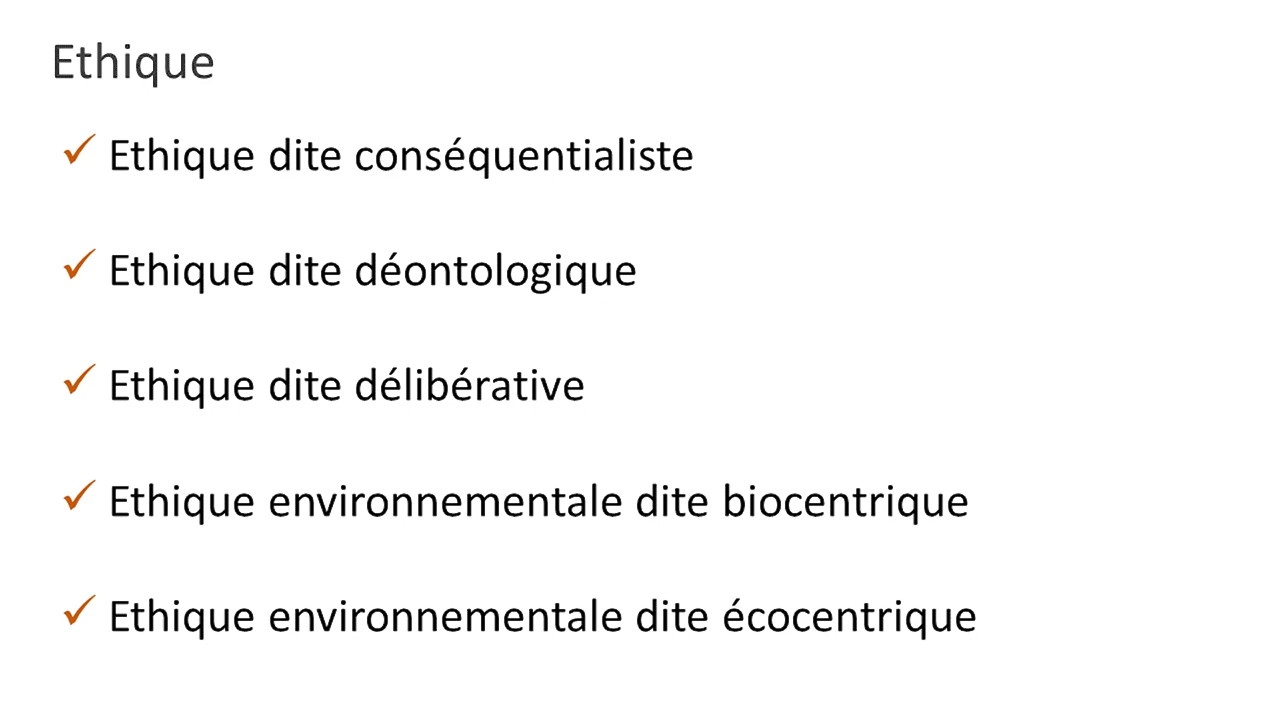 Ethique
✓ Ethique dite conséquentialiste
✓ Ethique dite déontologique
✓ Ethique dite délibérative
✓ Ethique environnementale dite biocentrique
✓ Ethique environnementale dite écocentrique